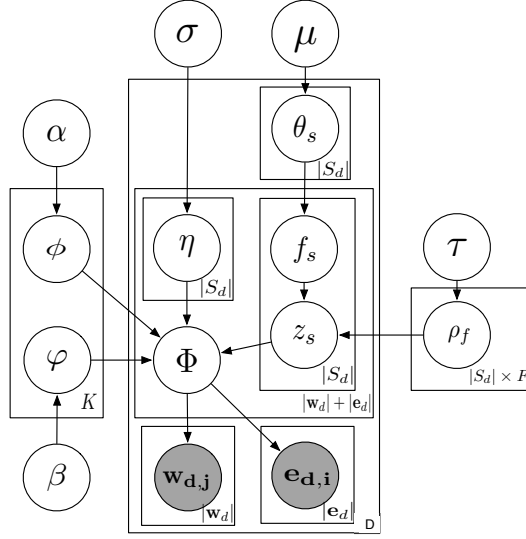 σ
μ
θ_s
|S_d|
α
ϕ
η
|S_d|
f_s
τ
φ
K
Φ
z_s
|S_d|
ρ_f
|S_d| × F
|𝐰_d| + |𝐞_d|
β
𝐰_{d,j}
|𝐰_d|
𝐞_{d,i}
|𝐞_d|
D